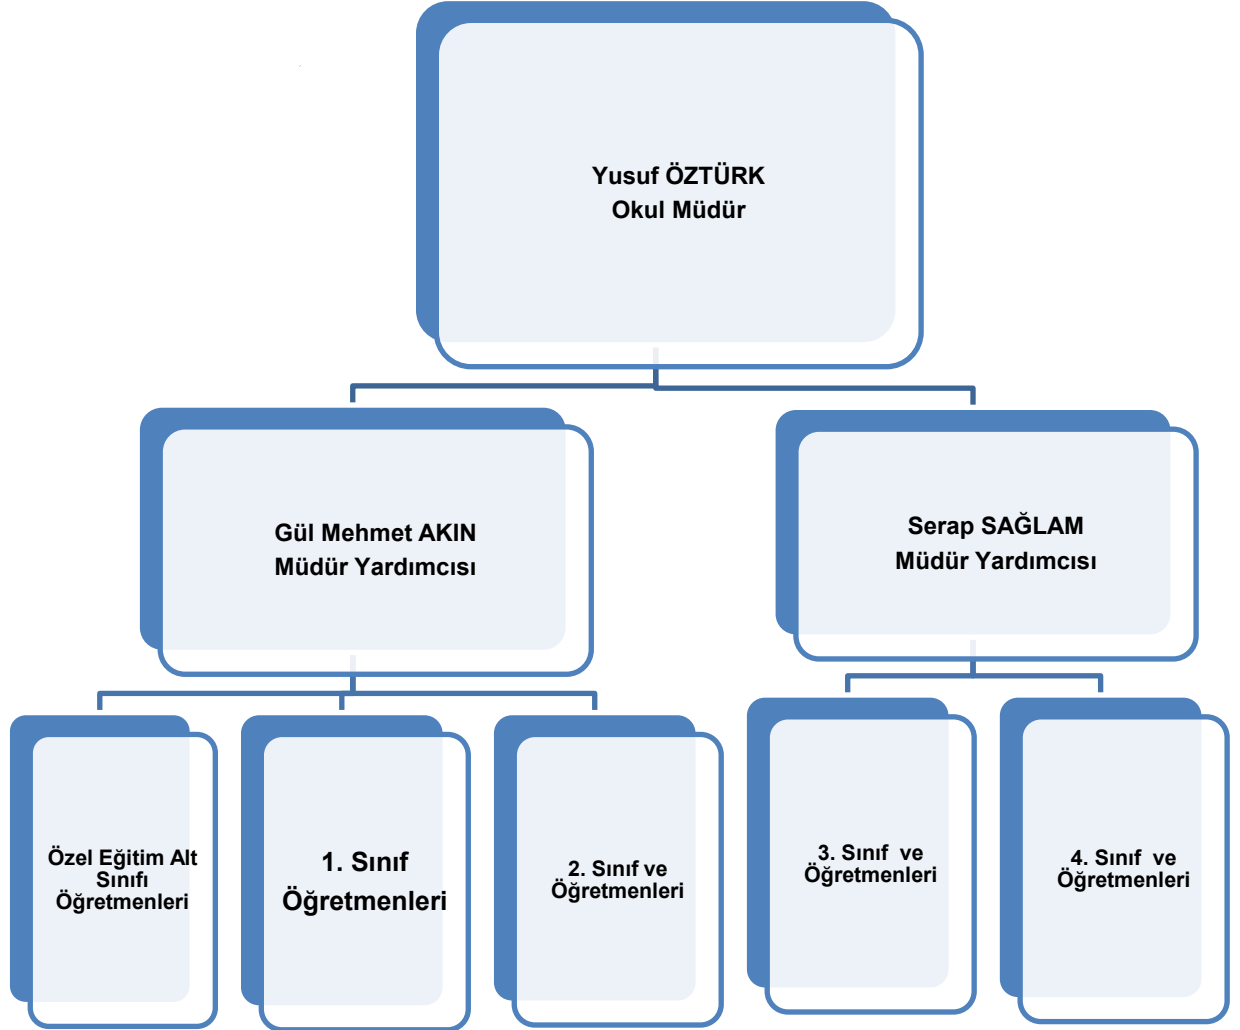 Yusuf ÖZTÜRK
Okul Müdür
Gül Mehmet AKIN
Müdür Yardımcısı
Serap SAĞLAM
Müdür Yardımcısı
Özel Eğitim Alt
Sınıfı
Öğretmenleri
1. Sınıf
Öğretmenleri
2. Sınıf ve
Öğretmenleri
3. Sınıf  ve
Öğretmenleri
4. Sınıf  ve
Öğretmenleri